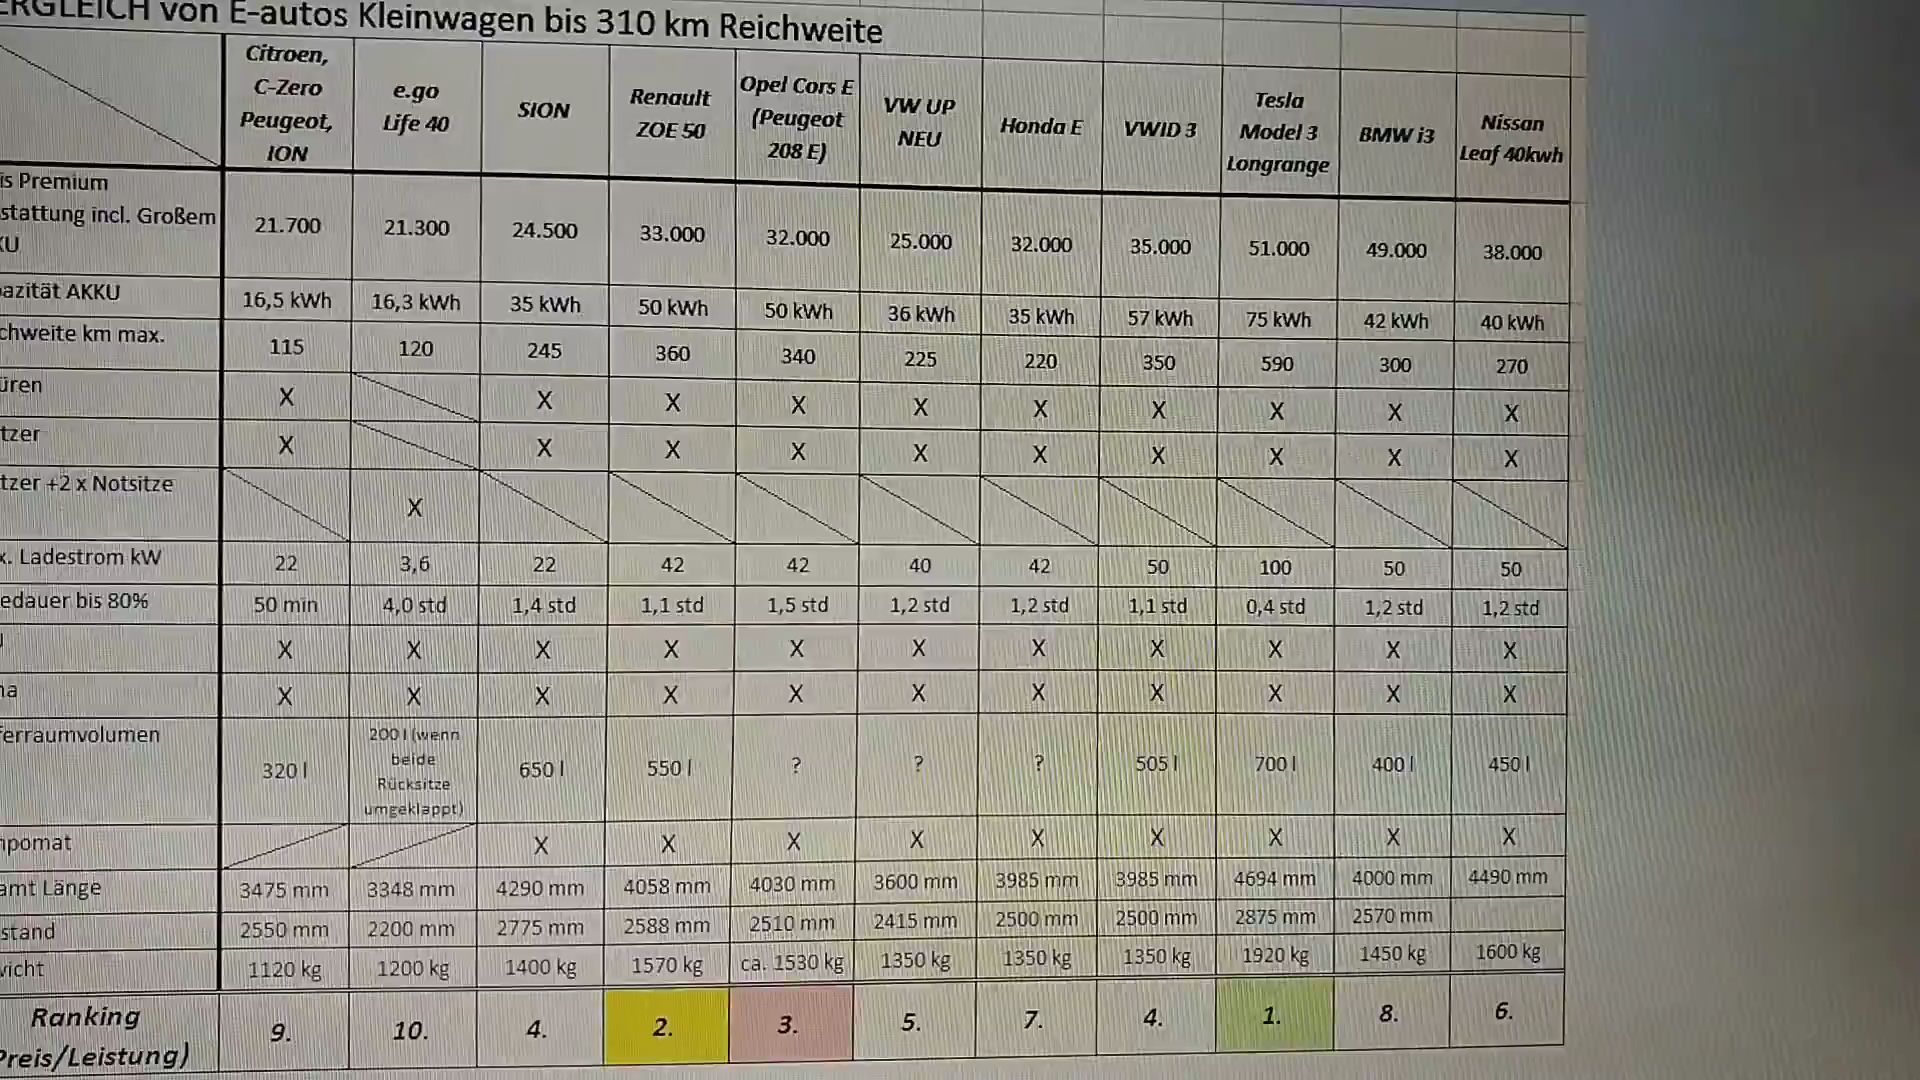 ERGLEICH von E-autos Kleinwagen bis 310 km Reichweite
Citroen, C-Zero Peugeot, ION e.go Life 40 SION Renault ZOE 50 Opel Cors E (Peugeot 208 E) VW UP NEU Honda E VWID 3 Tesla Model 3 Longrange BMW i3 Nissan Leaf 40kwh
is Premium stattung incl. Großem KU 21.700 21.300 24.500 33.000 32.000 25.000 32.000 35.000 51.000 49.000 38.000
azität AKKU 16,5 kWh 16,3 kWh 35 kWh 50 kWh 50 kWh 36 kWh 35 kWh 57 kWh 75 kWh 42 kWh 40 kWh
chweite km max. 115 120 245 360 340 225 220 350 590 300 270
üren X X X X X X X X X X
tzer X X X X X X X X X X
tzer +2 x Notsitze X
x. Ladestrom kW 22 3,6 22 42 42 40 42 50 100 50 50
edauer bis 80% 50 min 4,0 std 1,4 std 1,1 std 1,5 std 1,2 std 1,2 std 1,1 std 0,4 std 1,2 std 1,2 std
X X X X X X X X X X X
na X X X X X X X X X X X
ferraumvolumen 320 l 200 l (wenn beide Rücksitze umgeklappt) 650 l 550 l ? ? ? 505 l 700 l 400 l 450 l
npomat X X X X X X X X X
amt Länge 3475 mm 3348 mm 4290 mm 4058 mm 4030 mm 3600 mm 3985 mm 3985 mm 4694 mm 4000 mm 4490 mm
stand 2550 mm 2200 mm 2775 mm 2588 mm 2510 mm 2415 mm 2500 mm 2500 mm 2875 mm 2570 mm
wicht 1120 kg 1200 kg 1400 kg 1570 kg ca. 1530 kg 1350 kg 1350 kg 1350 kg 1920 kg 1450 kg 1600 kg
Ranking Preis/Leistung) 9. 10. 4. 2. 3. 5. 7. 4. 1. 8. 6.